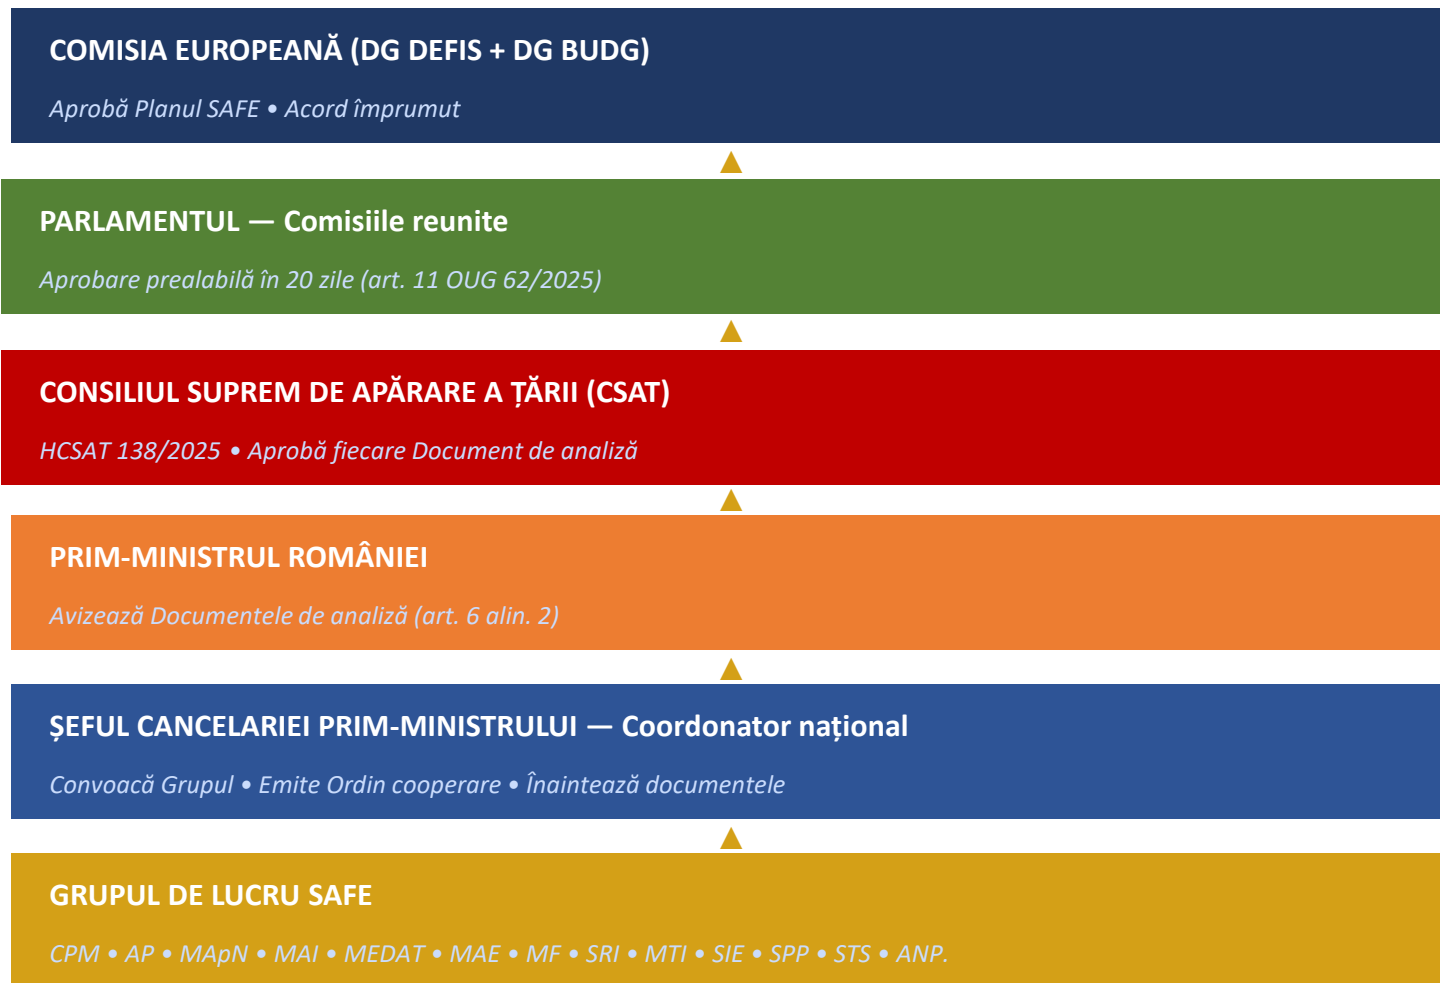 COMISIA EUROPEANĂ (DG DEFIS + DG BUDG)
Aprobă Planul SAFE • Acord împrumut
PARLAMENTUL — Comisiile reunite
Aprobare prealabilă în 20 zile (art. 11 OUG 62/2025)
CONSILIUL SUPREM DE APĂRARE A ȚĂRII (CSAT)
HCSAT 138/2025 • Aprobă fiecare Document de analiză
PRIM-MINISTRUL ROMÂNIEI
Avizează Documentele de analiză (art. 6 alin. 2)
ȘEFUL CANCELARIEI PRIM-MINISTRULUI — Coordonator național
Convoacă Grupul • Emite Ordin cooperare • Înaintează documentele
GRUPUL DE LUCRU SAFE
CPM • AP • MApN • MAI • MEDAT • MAE • MF • SRI • MTI • SIE • SPP • STS • ANP.